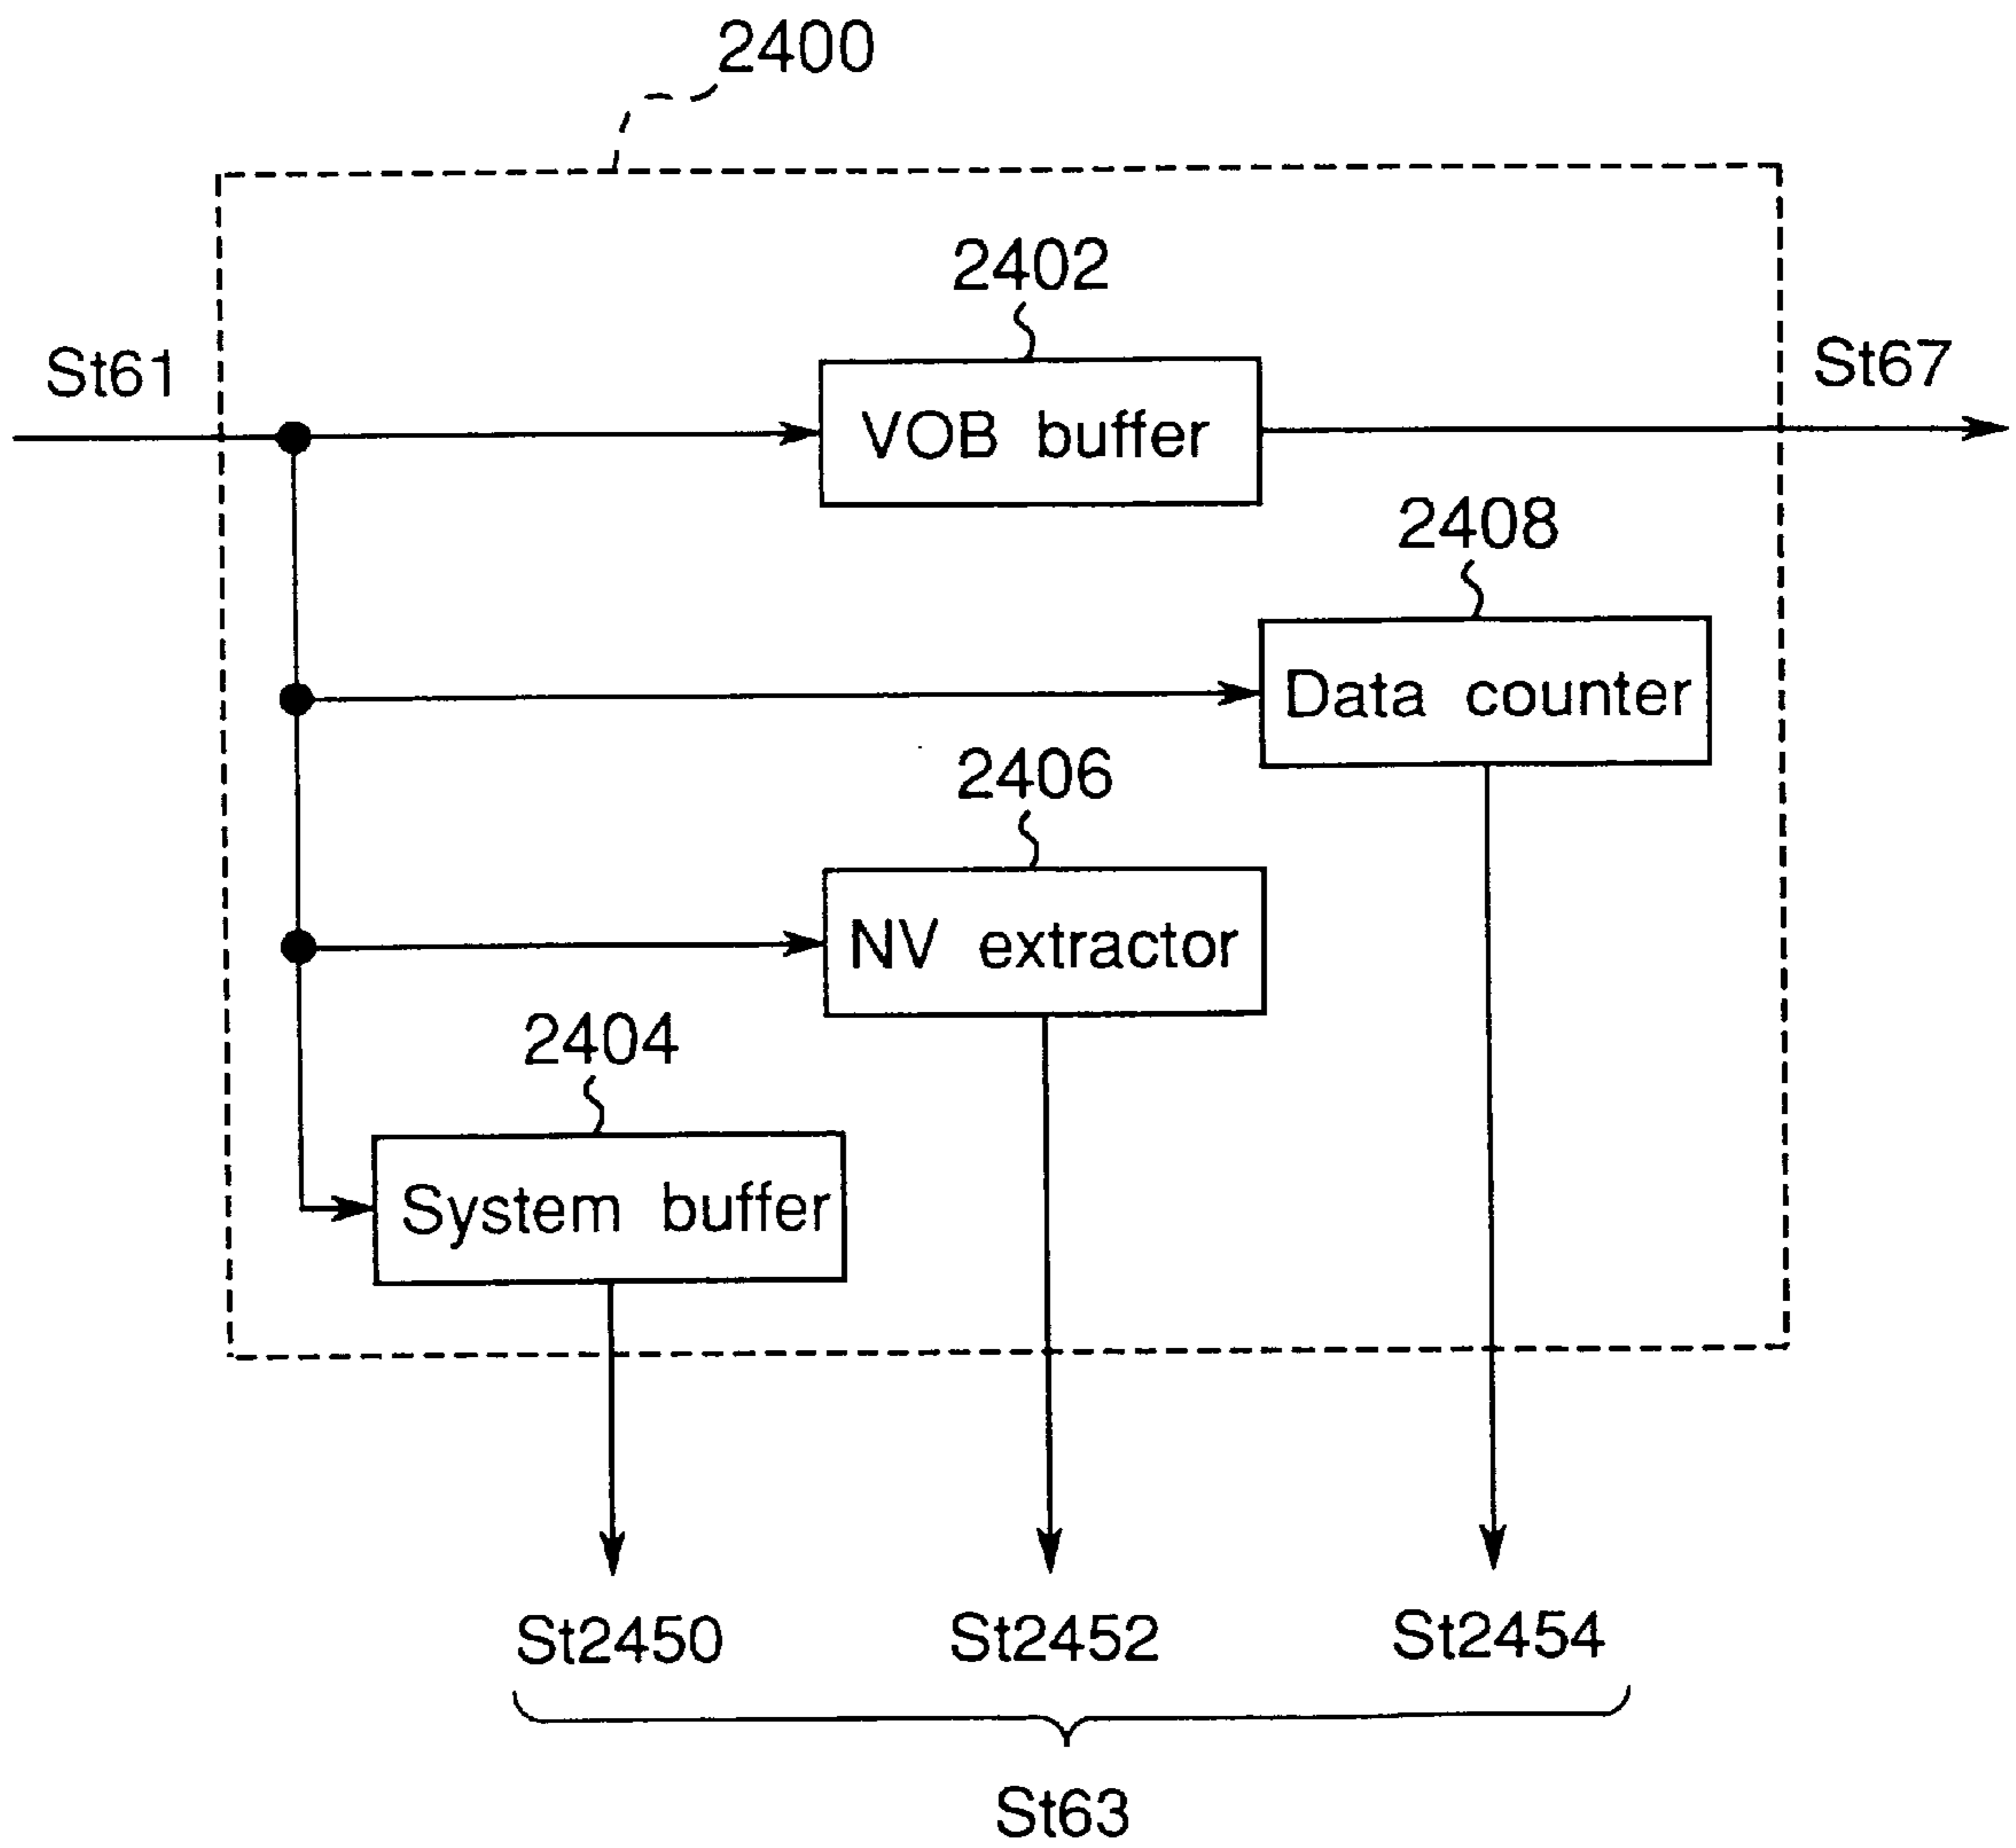 2400
2402
St61
VOB buffer
St67
2408
Data counter
2406
NV extractor
2404
System buffer
St2450
St2452
St2454
St63